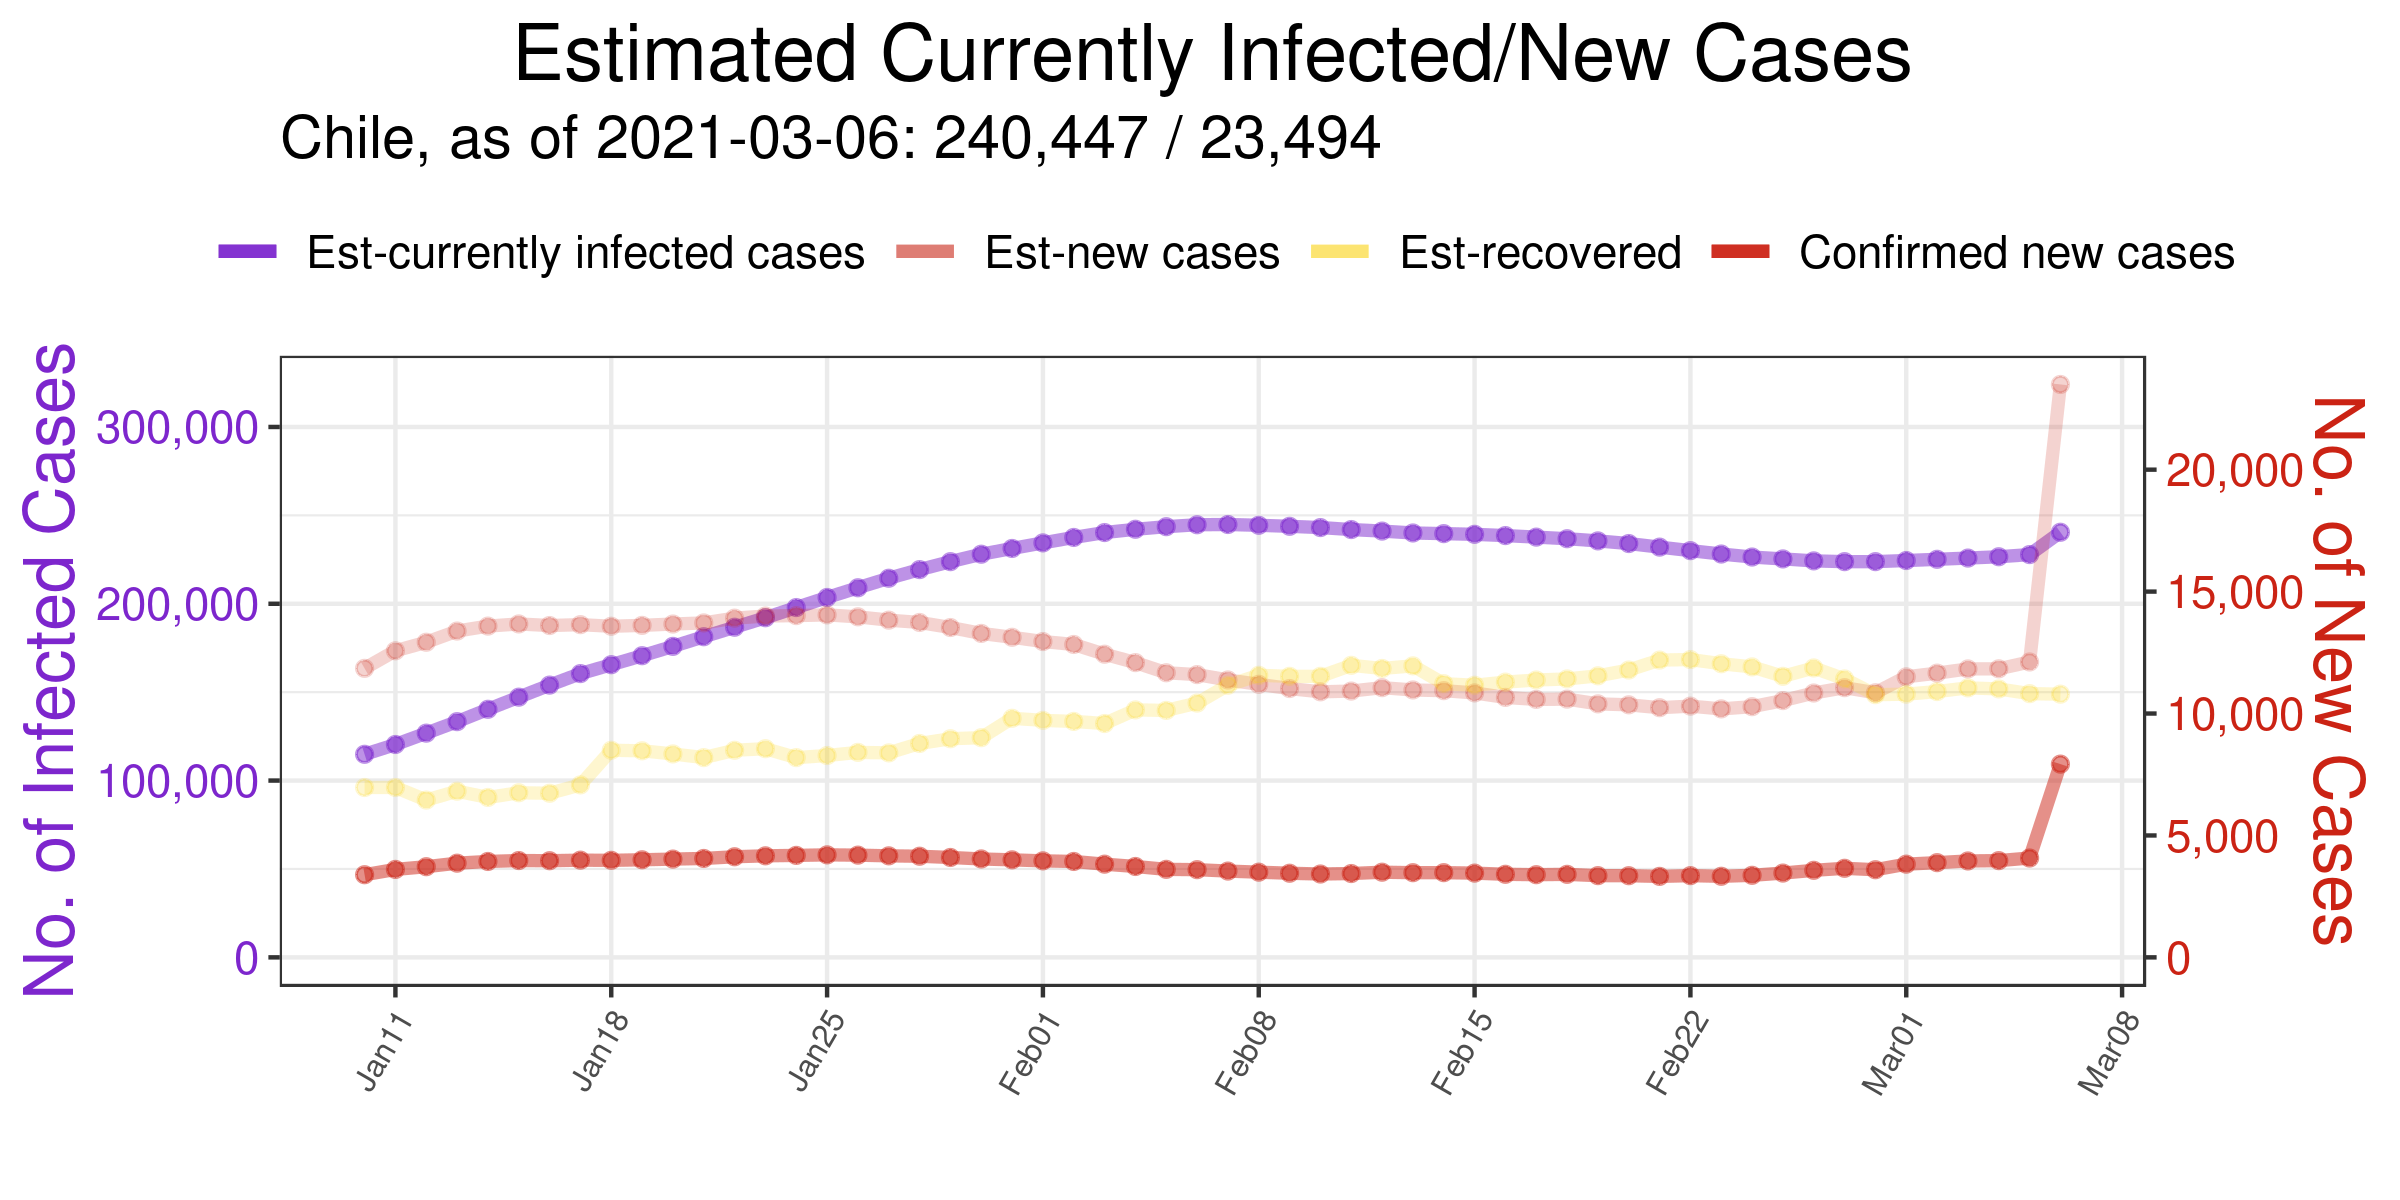 Estimated Currently Infected/New Cases
Chile, as of 2021-03-06: 240,447 / 23,494
Est-currently infected cases Est-new cases Est-recovered Confirmed new cases
No. of Infected Cases
300,000
200,000
100,000
0
20,000
15,000
10,000
5,000
0
No. of New Cases
Jan11 Jan18 Jan25 Feb01 Feb08 Feb15 Feb22 Mar01 Mar08